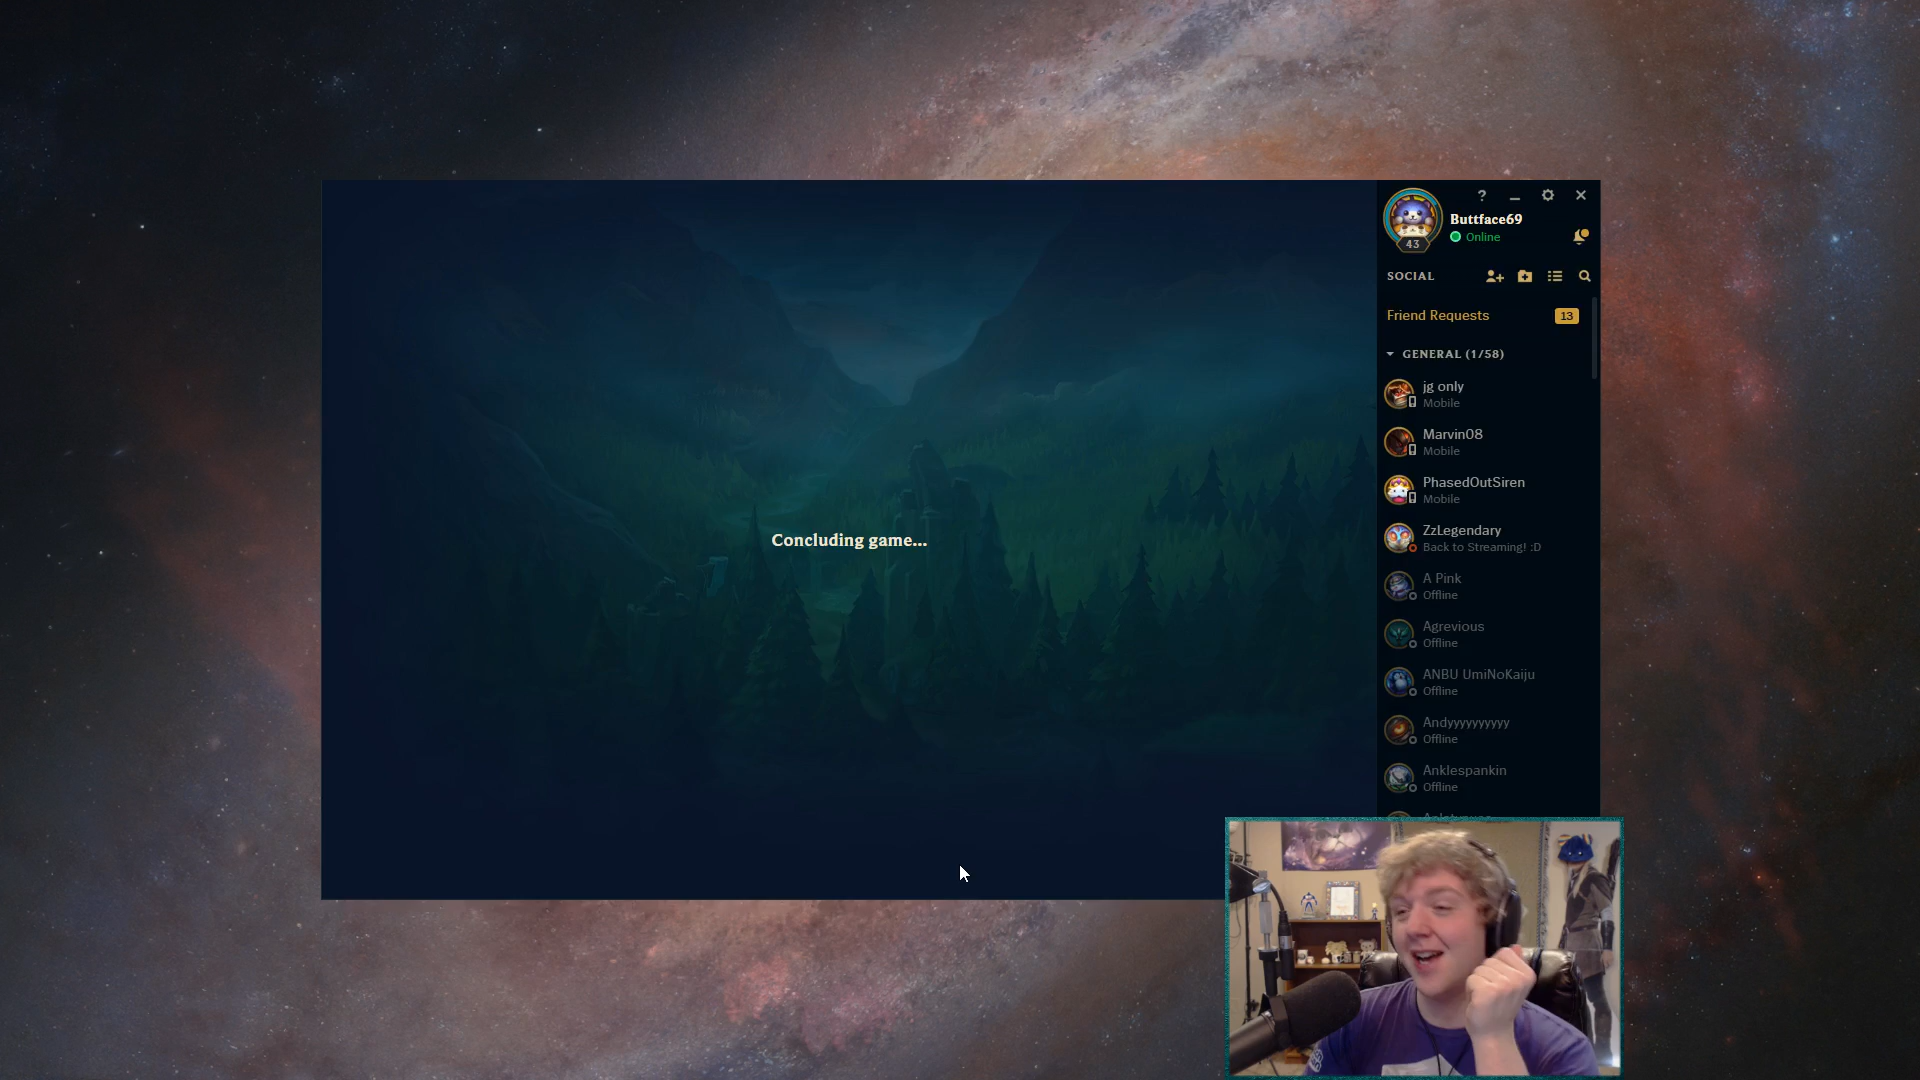 ?
Buttface69
Online
43
SOCIAL
Friend Requests 13
GENERAL (1/58)
jg only
Mobile
Marvin08
Mobile
PhasedOutSiren
Mobile
ZzLegendary
Back to Streaming! :D
A Pink
Offline
Agrevious
Offline
ANBU UmiNoKaiju
Offline
Andyyyyyyyyyy
Offline
Anklespankin
Offline
Concluding game...